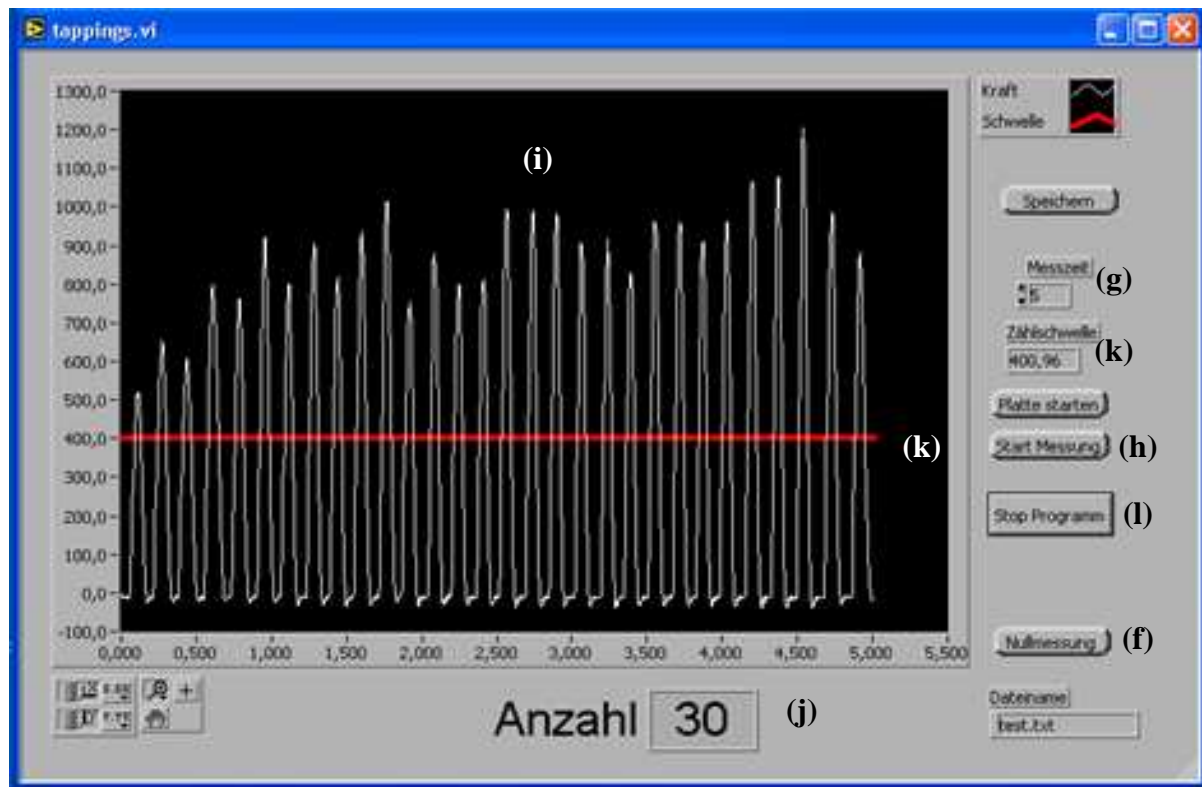 tappings.vi
1300,0
1200,0
1100,0
1000,0
900,0
800,0
700,0
600,0
500,0
400,0
300,0
200,0
100,0
0,0
-100,0
0,000 0,500 1,000 1,500 2,000 2,500 3,000 3,500 4,000 4,500 5,000 5,500
(i)
(k)
Kraft
Schwelle
Speichern
Messzeit
5 (g)
Zählschwelle
400,96 (k)
Platte starten
Start Messung (h)
Stop Programm (l)
Nullmessung (f)
Anzahl 30 (j)
Dateiname
test.txt